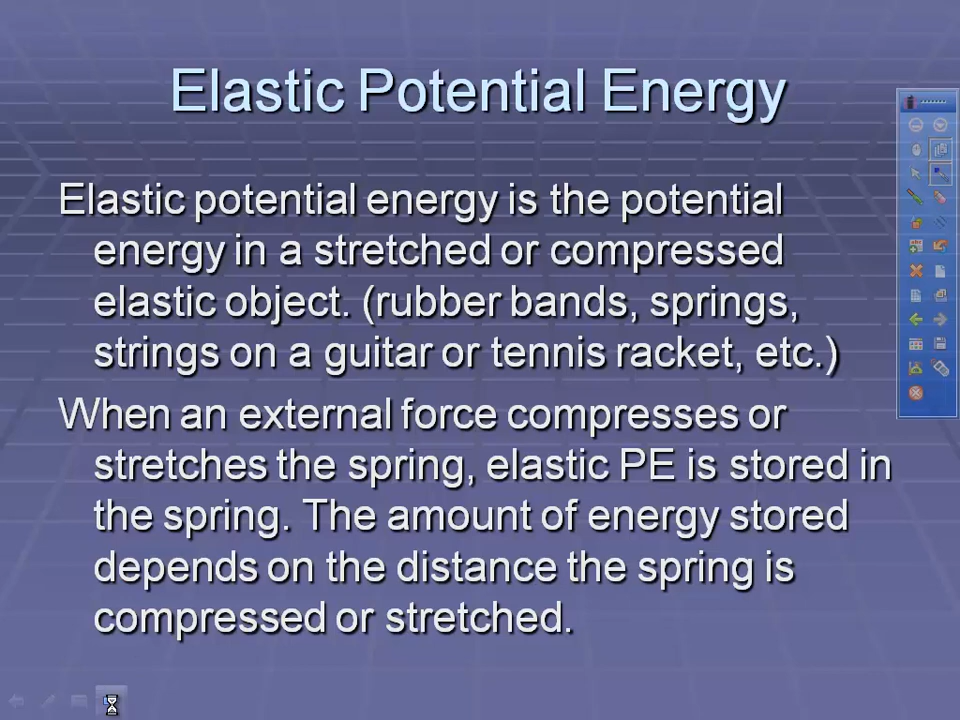 Elastic Potential Energy
Elastic potential energy is the potential
energy in a stretched or compressed
elastic object. (rubber bands, springs,
strings on a guitar or tennis racket, etc.)
When an external force compresses or
stretches the spring, elastic PE is stored in
the spring. The amount of energy stored
depends on the distance the spring is
compressed or stretched.